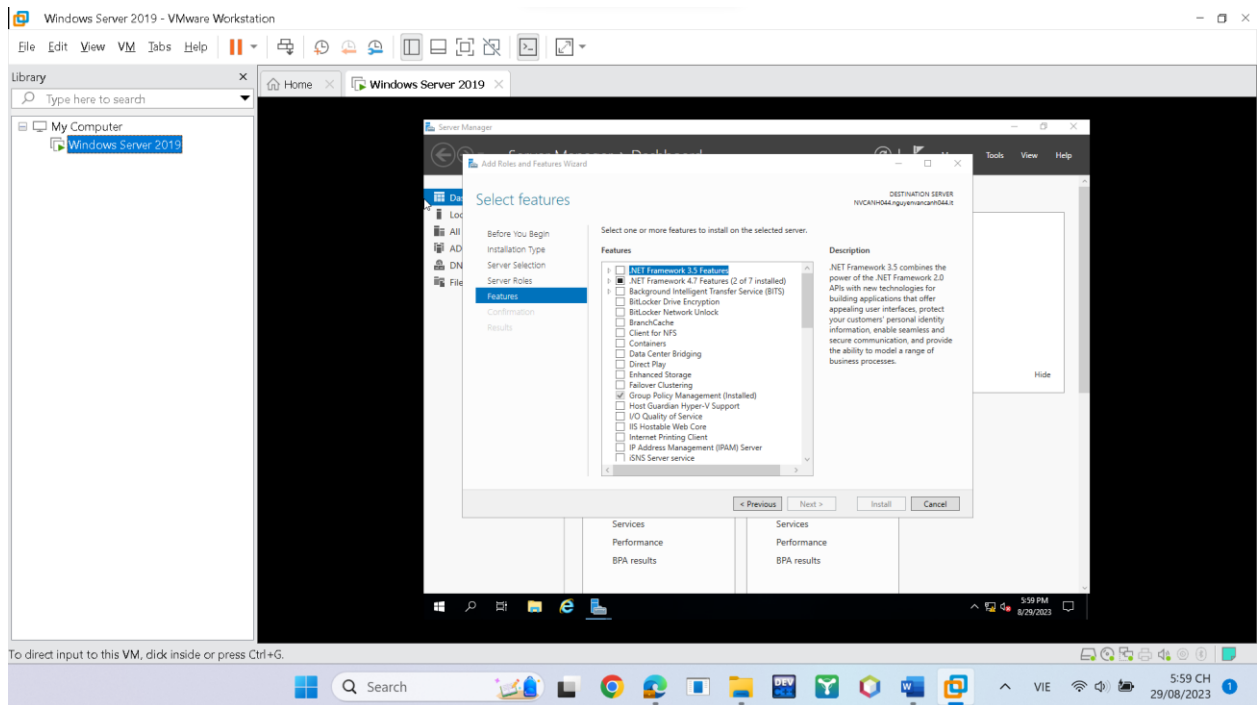 Windows Server 2019 - VMware Workstation
File Edit View VM Tabs Help
Library
Type here to search
My Computer
Windows Server 2019
Home
Windows Server 2019
Server Manager
Tools View Help
Add Roles and Features Wizard
Select features
DESTINATION SERVER
NVCANH044.nguyenvancanh044.it
Before You Begin
Installation Type
Server Selection
Server Roles
Features
Confirmation
Results
Select one or more features to install on the selected server.
Features
.NET Framework 3.5 Features
.NET Framework 4.7 Features (2 of 7 installed)
Background Intelligent Transfer Service (BITS)
BitLocker Drive Encryption
BitLocker Network Unlock
BranchCache
Client for NFS
Containers
Data Center Bridging
Direct Play
Enhanced Storage
Failover Clustering
Group Policy Management (Installed)
Host Guardian Hyper-V Support
I/O Quality of Service
IIS Hostable Web Core
Internet Printing Client
IP Address Management (IPAM) Server
iSNS Server service
Description
.NET Framework 3.5 combines the
power of the .NET Framework 2.0
APIs with new technologies for
building applications that offer
appealing user interfaces, protect
your customers' personal identity
information, enable seamless and
secure communication, and provide
the ability to model a range of
business processes.
Hide
< Previous Next > Install Cancel
Services Services
Performance Performance
BPA results BPA results
5:59 PM
8/29/2023
To direct input to this VM, click inside or press Ctrl+G.
Search
DEV
VIE
5:59 CH
29/08/2023
1